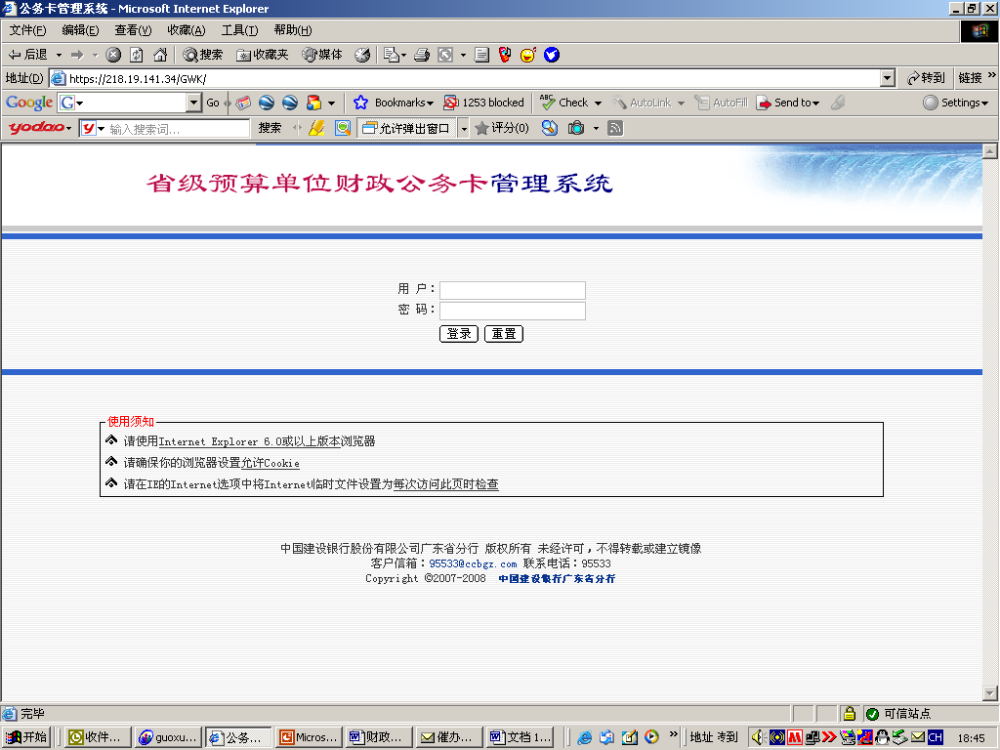 公务卡管理系统 - Microsoft Internet Explorer
文件(F) 编辑(E) 查看(V) 收藏(A) 工具(T) 帮助(H)
后退 搜索 收藏夹 媒体
地址(D) https://218.19.141.34/GWK/ 转到 链接 »
Google G Go Bookmarks 1253 blocked ABC Check AutoLink AutoFill Send to Settings
yodao y 输入搜索词... 搜索 允许弹出窗口 评分(0)
省级预算单位财政公务卡管理系统
用 户：
密 码：
登录 重置
使用须知
请使用Internet Explorer 6.0或以上版本浏览器
请确保你的浏览器设置允许Cookie
请在IE的Internet选项中将Internet临时文件设置为每次访问此页时检查
中国建设银行股份有限公司广东省分行 版权所有 未经许可，不得转载或建立镜像
客户信箱：95533@ccbgz.com 联系电话：95533
Copyright ©2007-2008 中国建设银行广东省分行
完毕 可信站点
开始 收件... guoxu... 公务... Micros... 财政... 催办... 文档 1... » 地址 转到 CH 18:45